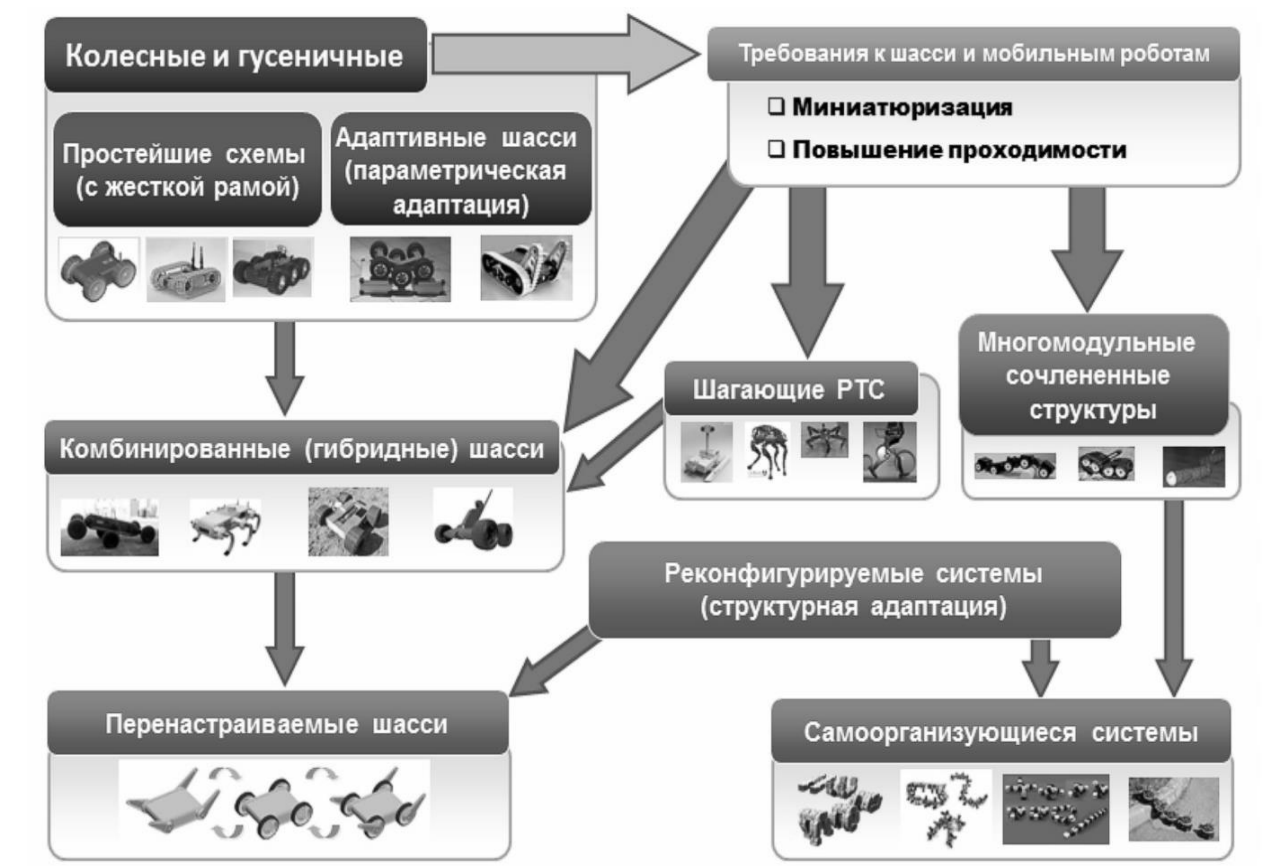 Колесные и гусеничные
Простейшие схемы
(с жесткой рамой)
Адаптивные шасси
(параметрическая
адаптация)
Требования к шасси и мобильным роботам
❑ Миниатюризация
❑ Повышение проходимости
Многомодульные
сочлененные
структуры
Шагающие РТС
Комбинированные (гибридные) шасси
Реконфигурируемые системы
(структурная адаптация)
Перенастраиваемые шасси
Самоорганизующиеся системы